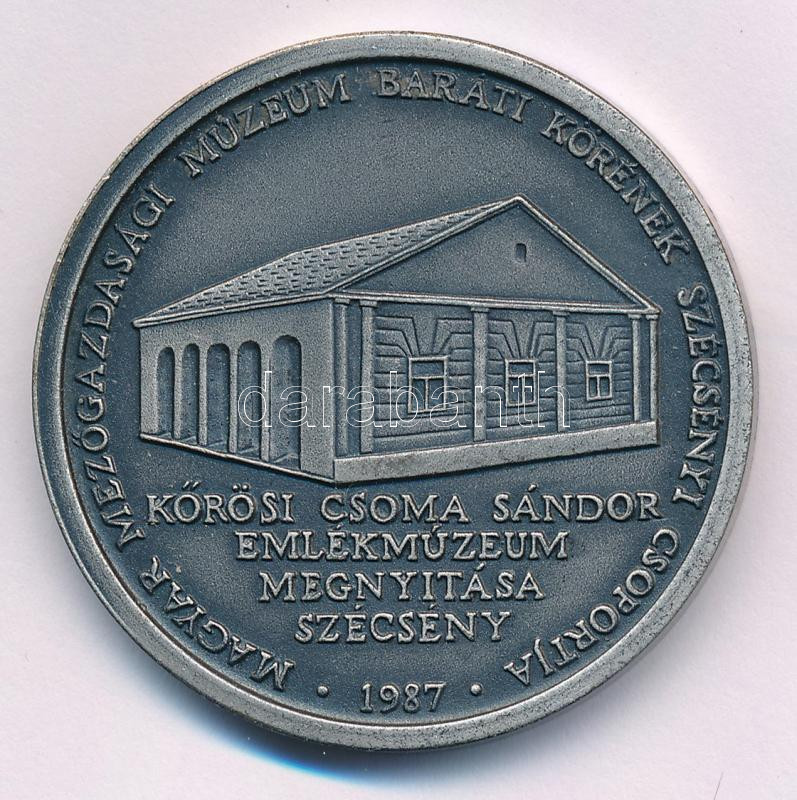 MAGYAR MEZŐGAZDASÁGI MÚZEUM BARÁTI KÖRÉNEK SZÉCSÉNYI CSOPORTJA
darabanth
KŐRÖSI CSOMA SÁNDOR
EMLÉKMÚZEUM
MEGNYITÁSA
SZÉCSÉNY
· 1987 ·